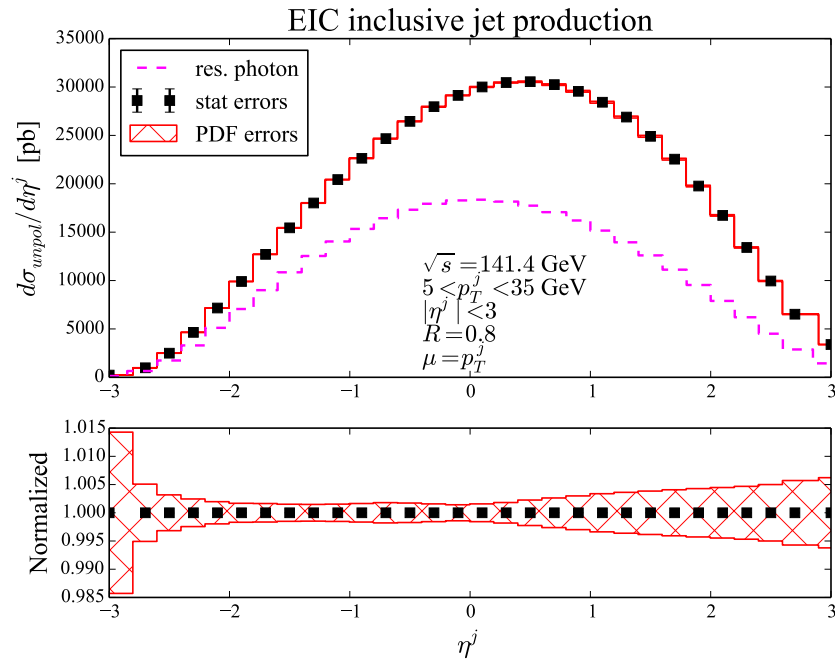 EIC inclusive jet production
35000
30000
25000
20000
15000
10000
5000
0
dσ_{unpol}/dη^j [pb]
res. photon
stat errors
PDF errors
√s = 141.4 GeV
5 < p_T^j < 35 GeV
|η^j| < 3
R = 0.8
μ = p_T^j
−3 −2 −1 0 1 2 3
1.015
1.010
1.005
1.000
0.995
0.990
0.985
Normalized
−3 −2 −1 0 1 2 3
η^j